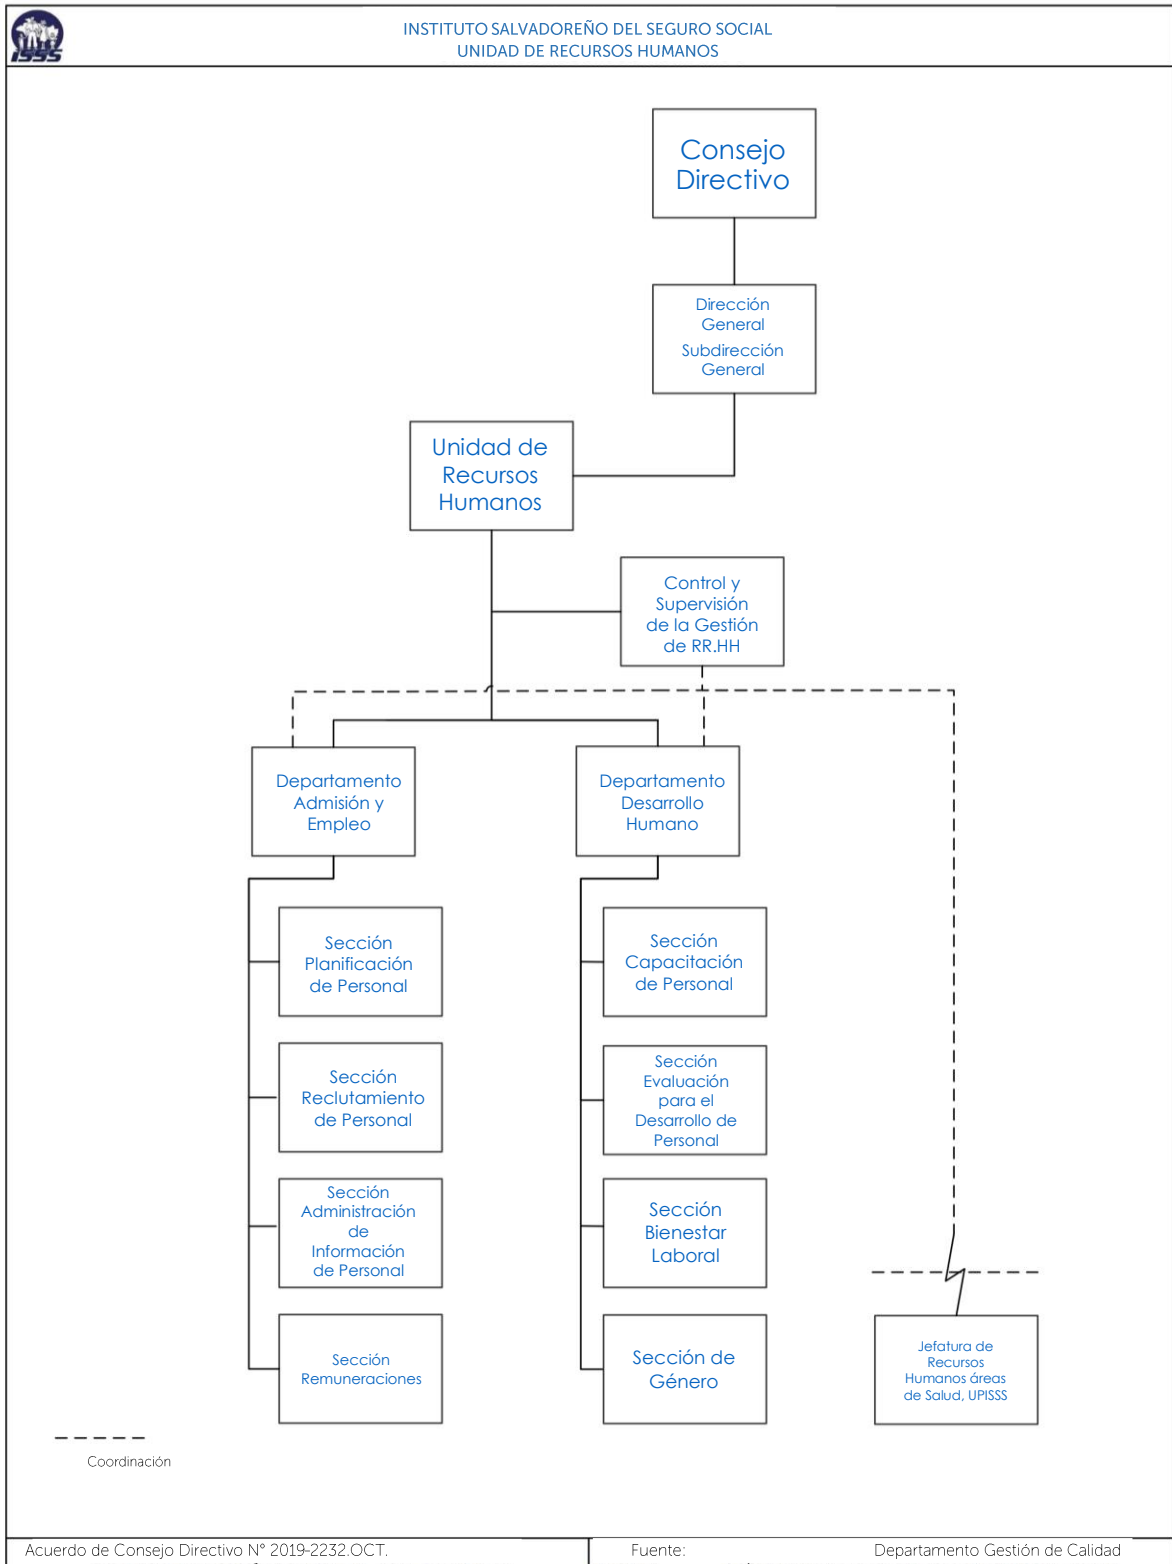 ISSS
INSTITUTO SALVADOREÑO DEL SEGURO SOCIAL
UNIDAD DE RECURSOS HUMANOS
Consejo
Directivo
Dirección
General
Subdirección
General
Unidad de
Recursos
Humanos
Control y
Supervisión
de la Gestión
de RR.HH
Departamento
Admisión y
Empleo
Departamento
Desarrollo
Humano
Sección
Planificación
de Personal
Sección
Capacitación
de Personal
Sección
Reclutamiento
de Personal
Sección
Evaluación
para el
Desarrollo de
Personal
Sección
Administración
de
Información
de Personal
Sección
Bienestar
Laboral
Sección
Remuneraciones
Sección de
Género
Jefatura de
Recursos
Humanos áreas
de Salud, UPISSS
Coordinación
Acuerdo de Consejo Directivo N° 2019-2232.OCT.
Fuente:
Departamento Gestión de Calidad